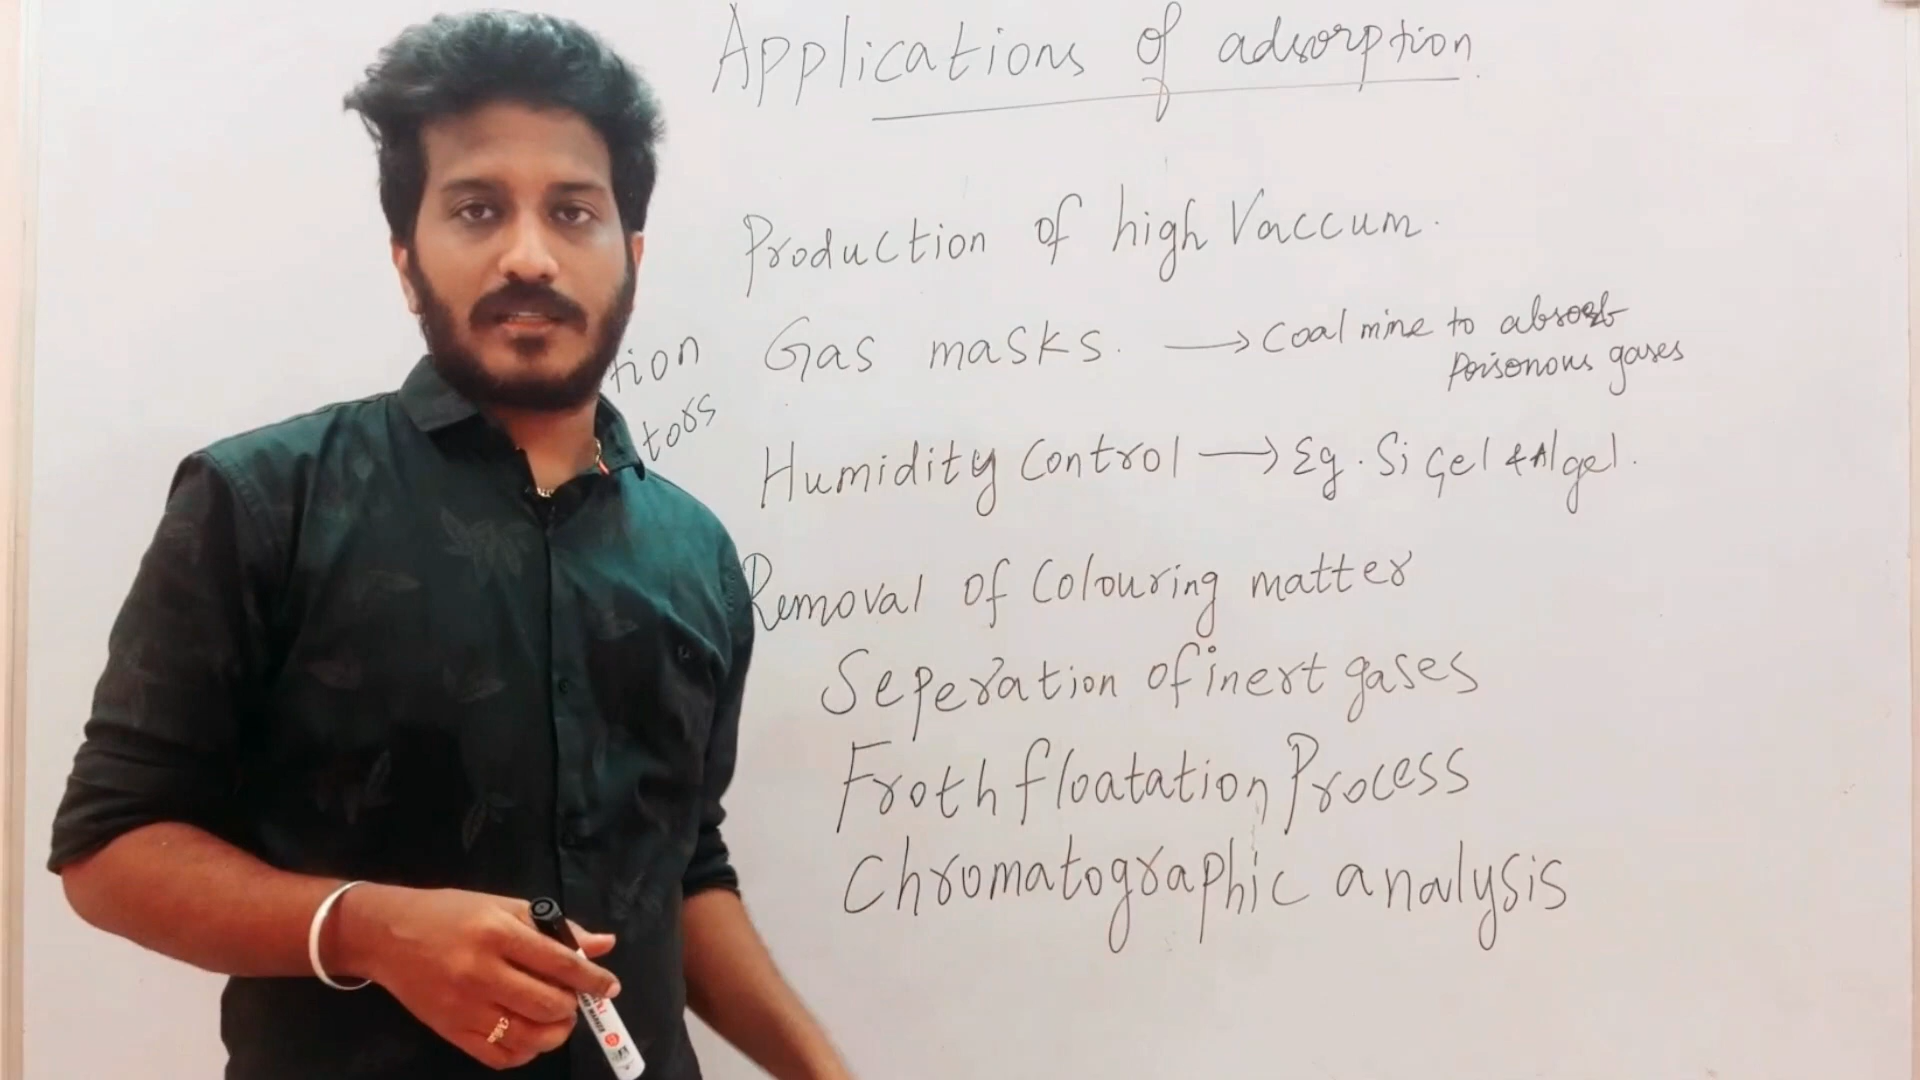 Applications of adsorption
Production of high Vaccum.
tion
Gas masks. → Coal mine to absorb
Poisonous gases
tors
Humidity Control → Eg. Si Gel & Al gel.
Removal of Colouring matter
Seperation of inert gases
Froth floatation Process
Chromatographic analysis